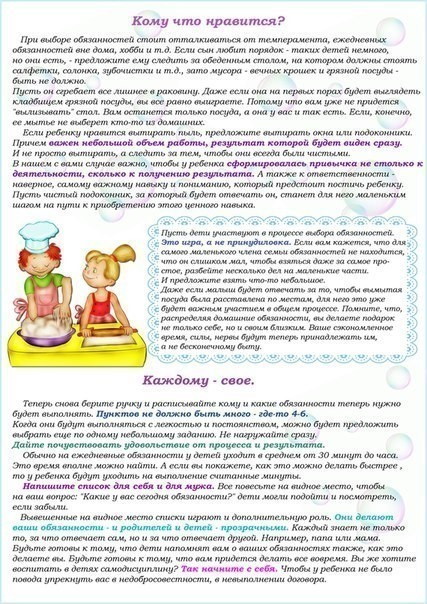 Кому что нравится?
При выборе обязанностей стоит отталкиваться от темперамента, ежедневных
обязанностей вне дома, хобби и т.д. Если сын любит порядок - таких детей немного,
но они есть, - предложите ему следить за обеденным столом, на котором должны стоять
салфетки, солонка, зубочистки и т.д., зато мусора - вечных крошек и грязной посуды -
быть не должно.
Пусть он сгребает все лишнее в раковину. Даже если она на первых порах будет выглядеть
кладбищем грязной посуды, вы все равно выиграете. Потому что вам уже не придется
"вылизывать" стол. Вам останется только посуда, а она у вас и так есть. Если, конечно,
ее мытье не выберет кто-то из домашних.
Если ребенку нравится вытирать пыль, предложите вытирать окна или подоконники.
Причем важен небольшой объем работы, результат которой будет виден сразу.
И не просто вытирать, а следить за тем, чтобы они всегда были чистыми.
В нашем с вами случае важно, чтобы у ребенка сформировалась привычка не столько к
деятельности, сколько к получению результата. А также к ответственности -
наверное, самому важному навыку и пониманию, который предстоит постичь ребенку.
Пусть чистый подоконник, за который будет отвечать он, станет для него маленьким
шагом на пути к приобретению этого ценного навыка.
Пусть дети участвуют в процессе выбора обязанностей.
Это игра, а не принудиловка. Если вам кажется, что для
самого маленького члена семьи обязанностей не находится,
что он слишком мал, чтобы взяться даже за самое про-
стое, разбейте несколько дел на маленькие части.
И предложите взять что-то небольшое.
Даже если малыш будет отвечать за то, чтобы вымытая
посуда была расставлена по местам, для него это уже
будет важным участием в общем процессе. Помните, что,
распределяя домашние обязанности, вы делаете подарок
не только себе, но и своим близким. Ваше сэкономленное
время, силы, нервы будут теперь принадлежать им,
а не бесконечному быту.
Каждому - свое.
Теперь снова берите ручку и расписывайте кому и какие обязанности теперь нужно
будет выполнять. Пунктов не должно быть много - где-то 4-6.
Когда они будут выполняться с легкостью и постоянством, можно будет предложить
выбрать еще по одному небольшому заданию. Не нагружайте сразу.
Дайте почувствовать удовольствие от процесса и результата.
Обычно на ежедневные обязанности у детей уходит в среднем от 30 минут до часа.
Это время вполне можно найти. А если вы покажете, как это можно делать быстрее ,
то у ребенка будут уходить на выполнение считанные минуты.
Напишите список для себя и для мужа. Все повесьте на видное место, чтобы
на ваш вопрос: "Какие у вас сегодня обязанности?" дети могли подойти и посмотреть,
если забыли.
Вывешенные на видное место списки играют и дополнительную роль. Они делают
ваши обязанности - и родителей и детей - прозрачными. Каждый знает не только
то, за что отвечает сам, но и за что отвечает другой. Например, папа или мама.
Будьте готовы к тому, что дети напомнят вам о ваших обязанностях также, как это
делаете вы. Будьте готовы к тому, что вам придется делать все вовремя. Вы же хотите
воспитать в детях самодисциплину? Так начните с себя. Чтобы у ребенка не было
повода упрекнуть вас в недобросовестности, в невыполнении договора.